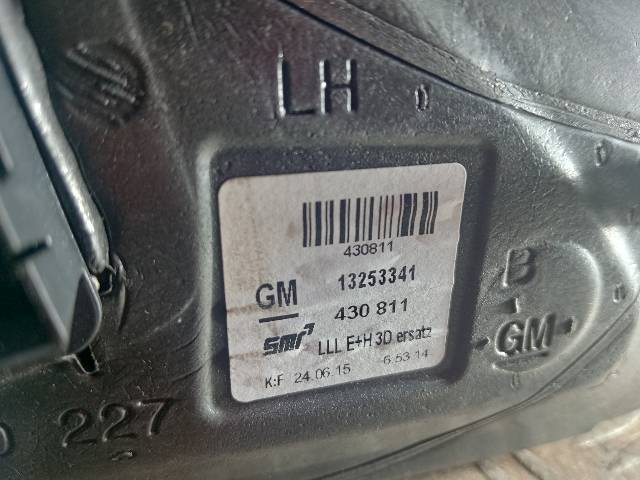 LH
430811
GM 13253341
430 811
smr LLL E+H 3D ersatz
K:F 24.06.15 6.53 14
B
GM
227